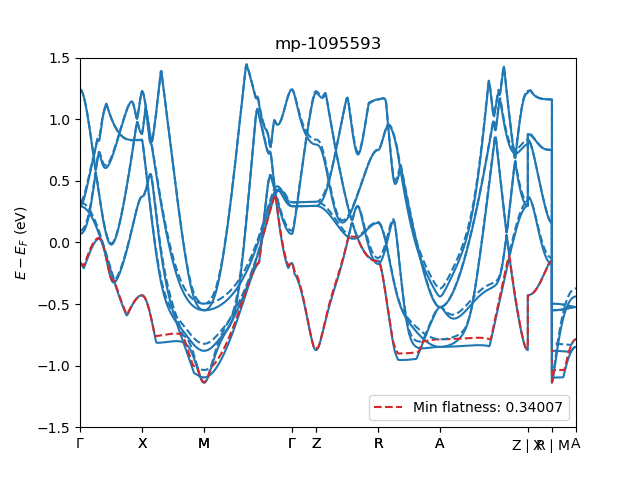 mp-1095593
E − E_F (eV)
1.5
1.0
0.5
0.0
−0.5
−1.0
−1.5
Min flatness: 0.34007
Γ X M Γ Z R A Z | X R | M A